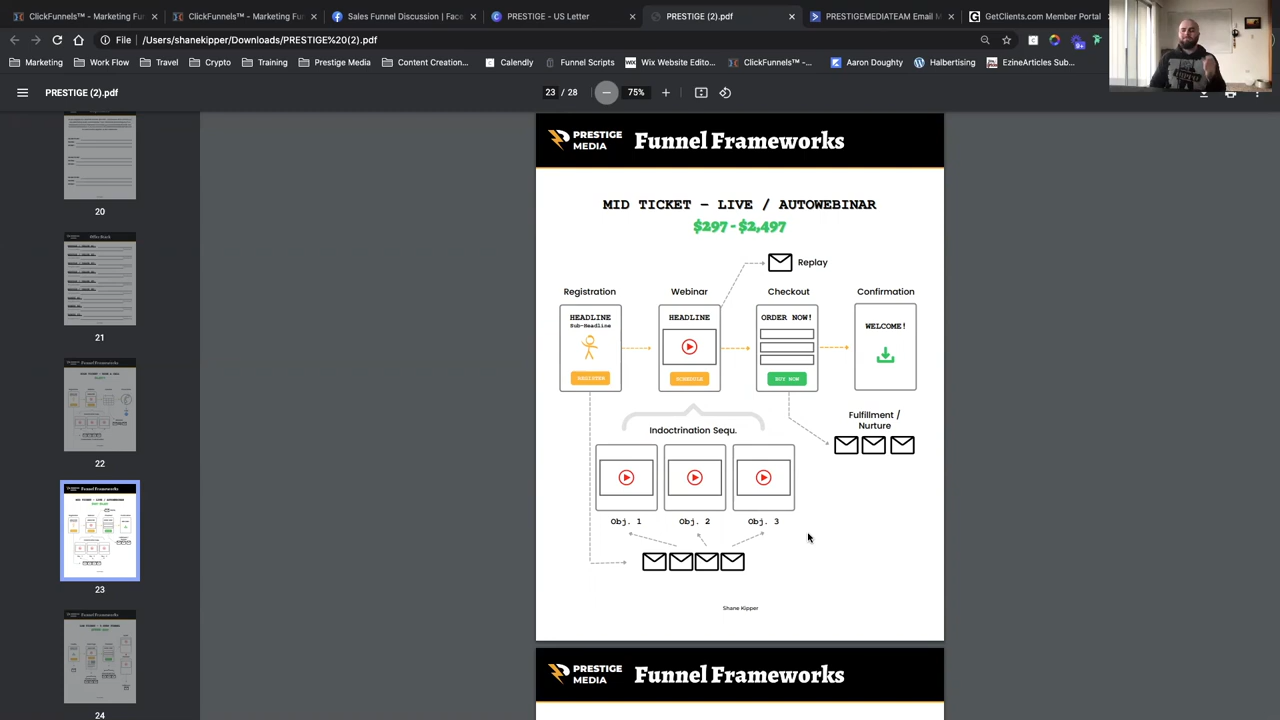 ClickFunnels™ - Marketing Fun
ClickFunnels™ - Marketing Fun
Sales Funnel Discussion | Face
PRESTIGE - US Letter
PRESTIGE (2).pdf
PRESTIGEMEDIATEAM Email M
GetClients.com Member Portal
File | /Users/shanekipper/Downloads/PRESTIGE%20(2).pdf
Marketing
Work Flow
Travel
Crypto
Training
Prestige Media
Content Creation...
Calendly
Funnel Scripts
Wix Website Edito...
ClickFunnels™ -...
Aaron Doughty
Halbertising
EzineArticles Sub...
PRESTIGE (2).pdf
23 / 28
75%
20
21
22
23
24
PRESTIGE
MEDIA
Funnel Frameworks
MID TICKET - LIVE / AUTOWEBINAR
$297 - $2,497
Replay
Registration
Webinar
Checkout
Confirmation
HEADLINE
Sub-Headline
REGISTER
HEADLINE
SCHEDULE
ORDER NOW!
BUY NOW
WELCOME!
Fulfillment /
Nurture
Indoctrination Sequ.
Obj. 1
Obj. 2
Obj. 3
Shane Kipper
PRESTIGE
MEDIA
Funnel Frameworks